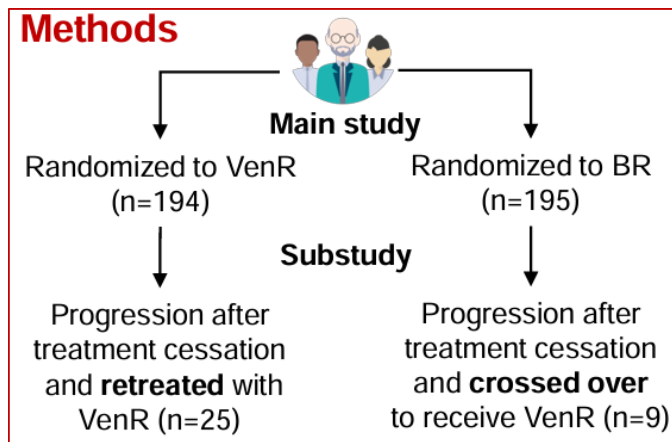 Methods
Main study
Randomized to VenR
(n=194)
Randomized to BR
(n=195)
Substudy
Progression after
treatment cessation
and retreated with
VenR (n=25)
Progression after
treatment cessation
and crossed over
to receive VenR (n=9)